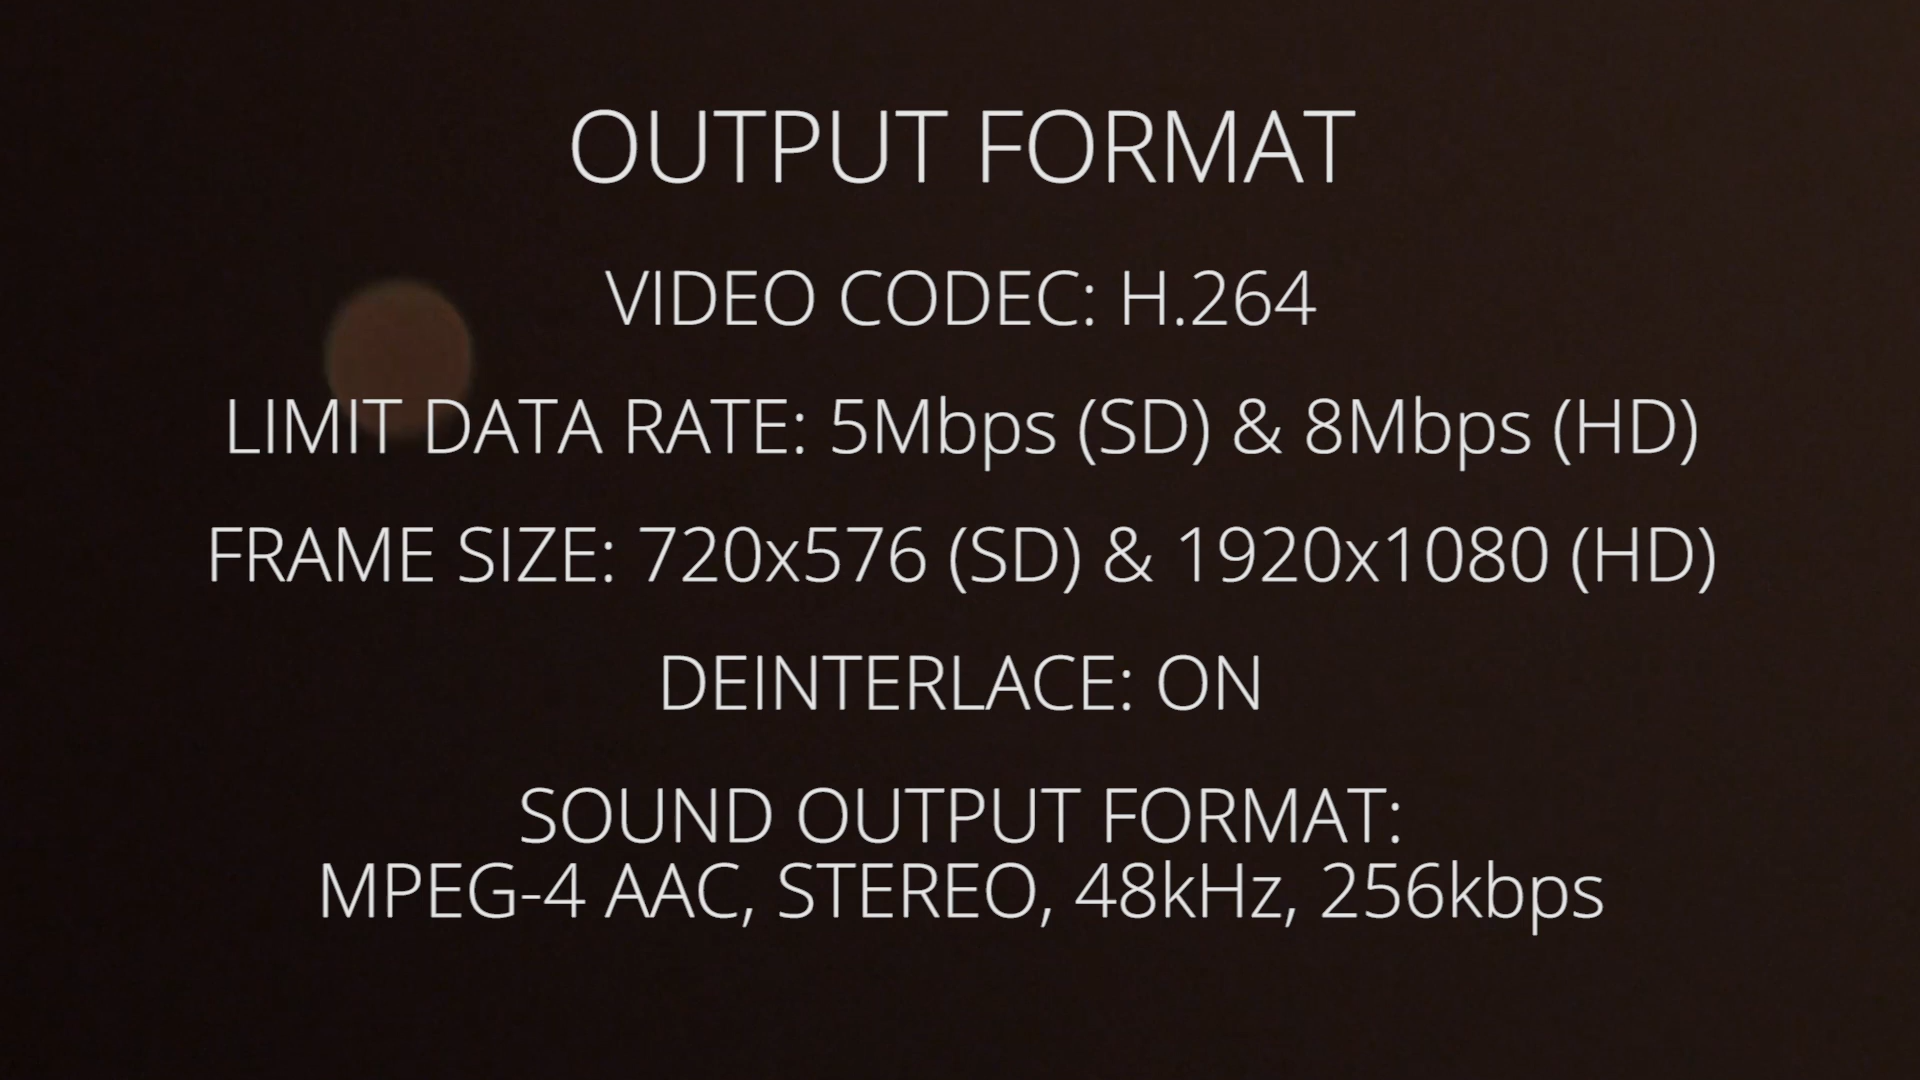 OUTPUT FORMAT
VIDEO CODEC: H.264
LIMIT DATA RATE: 5Mbps (SD) & 8Mbps (HD)
FRAME SIZE: 720x576 (SD) & 1920x1080 (HD)
DEINTERLACE: ON
SOUND OUTPUT FORMAT:
MPEG-4 AAC, STEREO, 48kHz, 256kbps